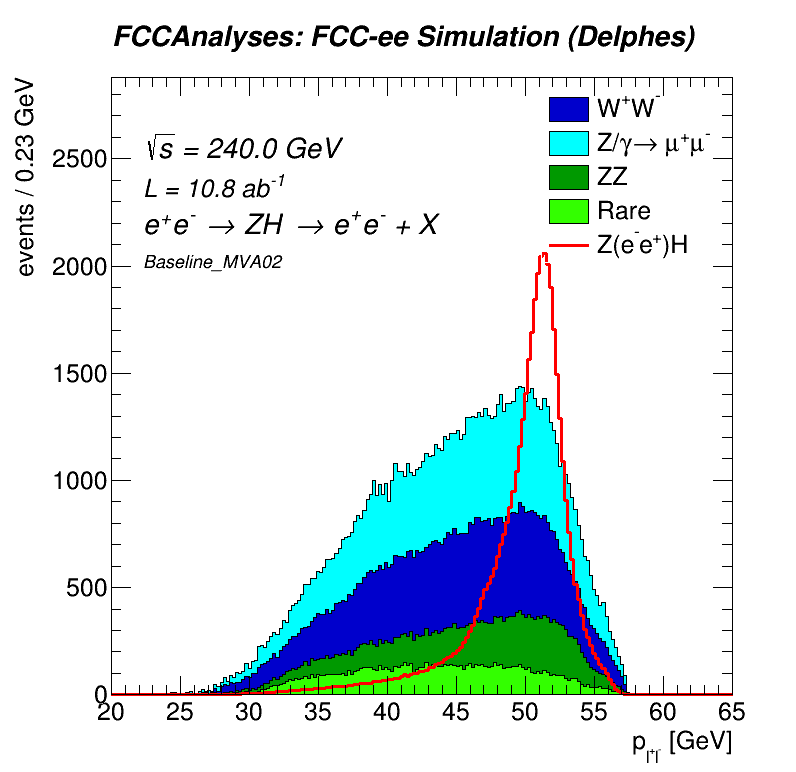 FCCAnalyses: FCC-ee Simulation (Delphes)
events / 0.23 GeV
√s = 240.0 GeV
L = 10.8 ab⁻¹
e⁺e⁻ → ZH → e⁺e⁻ + X
Baseline_MVA02
W⁺W⁻
Z/γ→ μ⁺μ⁻
ZZ
Rare
Z(e⁻e⁺)H
2500
2000
1500
1000
500
0
20 25 30 35 40 45 50 55 60 65
p_l⁺l⁻ [GeV]